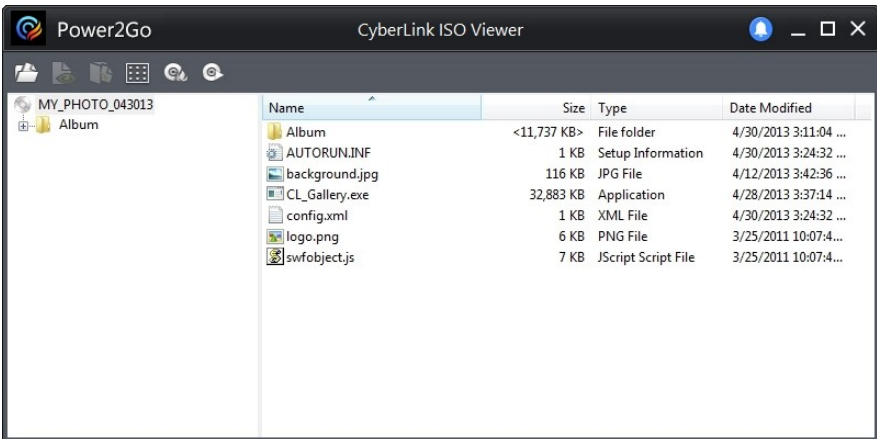 Power2Go CyberLink ISO Viewer
MY_PHOTO_043013
Album
Name Size Type Date Modified
Album <11,737 KB> File folder 4/30/2013 3:11:04 ...
AUTORUN.INF 1 KB Setup Information 4/30/2013 3:24:32 ...
background.jpg 116 KB JPG File 4/12/2013 3:42:36 ...
CL_Gallery.exe 32,883 KB Application 4/28/2013 3:37:14 ...
config.xml 1 KB XML File 4/30/2013 3:24:32 ...
logo.png 6 KB PNG File 3/25/2011 10:07:4...
swfobject.js 7 KB JScript Script File 3/25/2011 10:07:4...